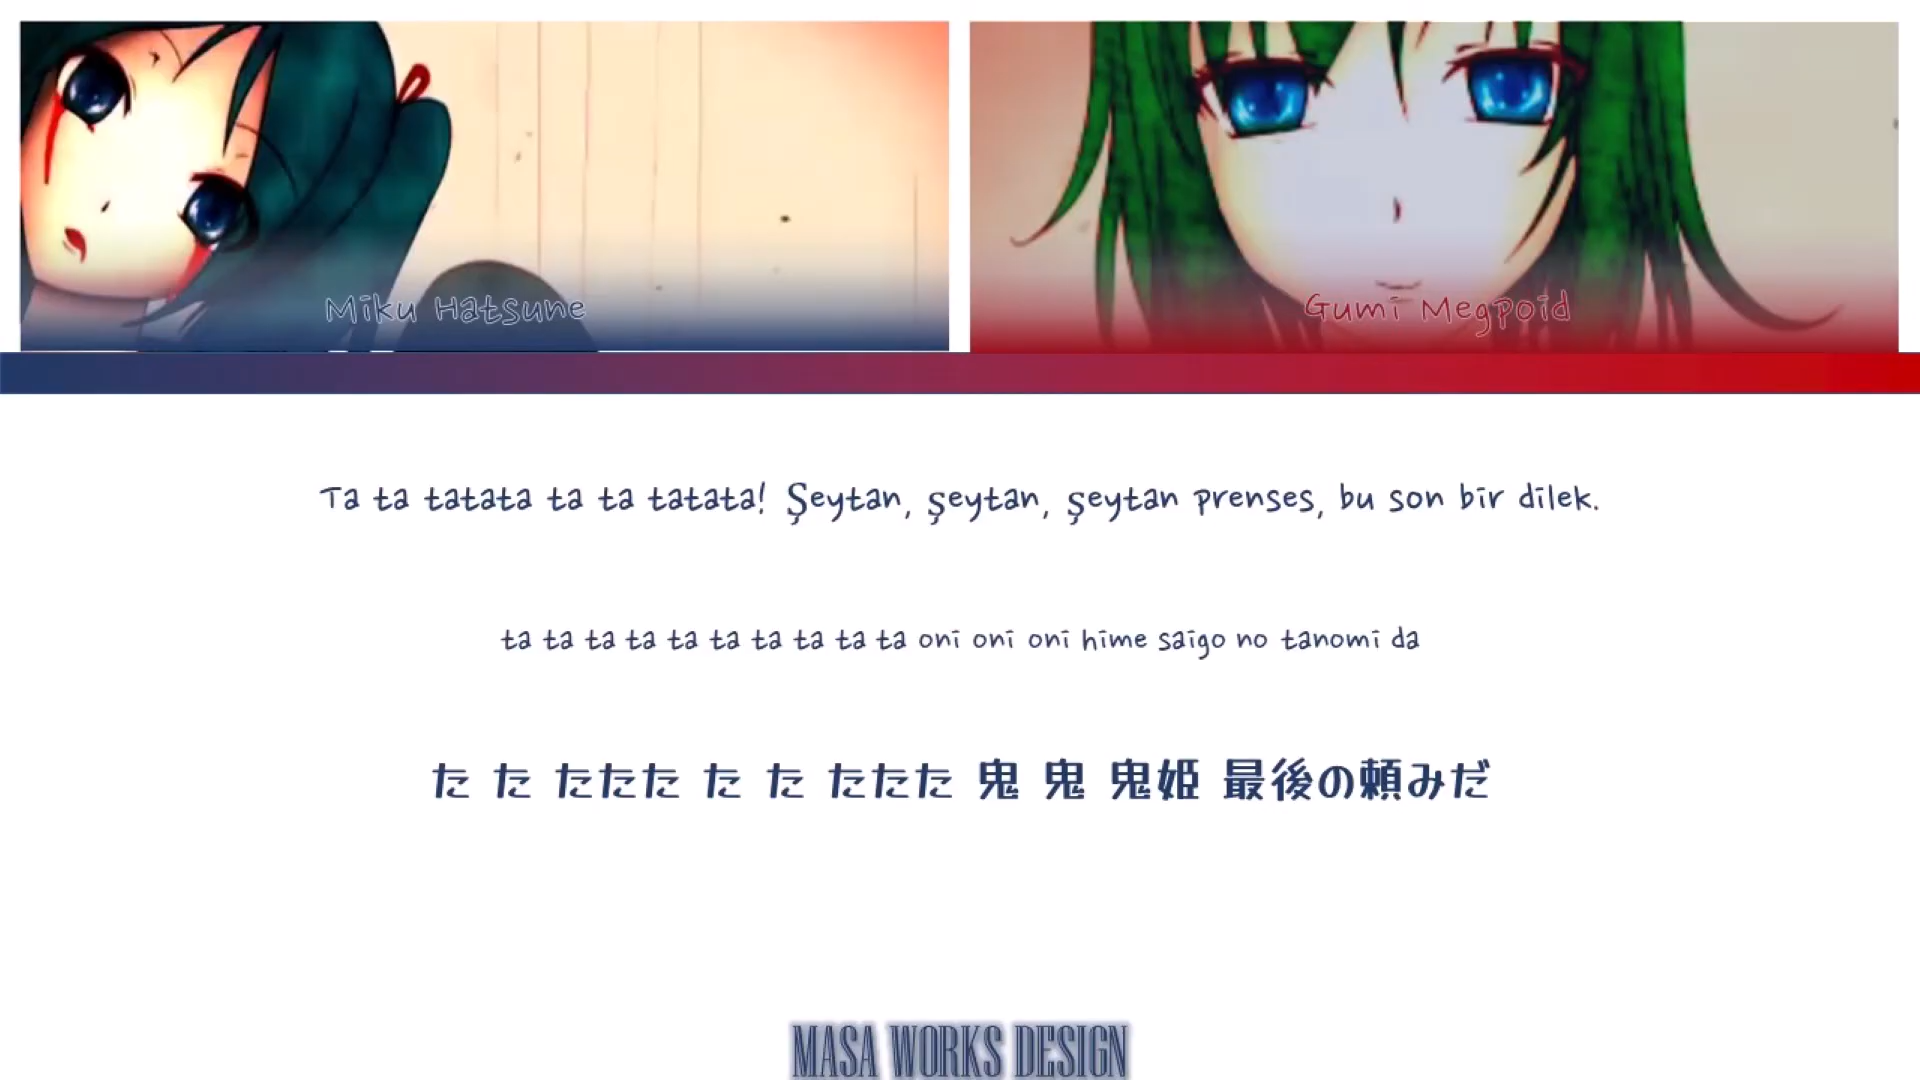 Miku Hatsune
Gumi Megpoid
Ta ta tatata ta ta tatata! Şeytan, şeytan, şeytan prenses, bu son bir dilek.
ta ta ta ta ta ta ta ta ta ta oni oni oni hime saigo no tanomi da
た た たたた た た たたた 鬼 鬼 鬼姫 最後の頼みだ
MASA WORKS DESIGN